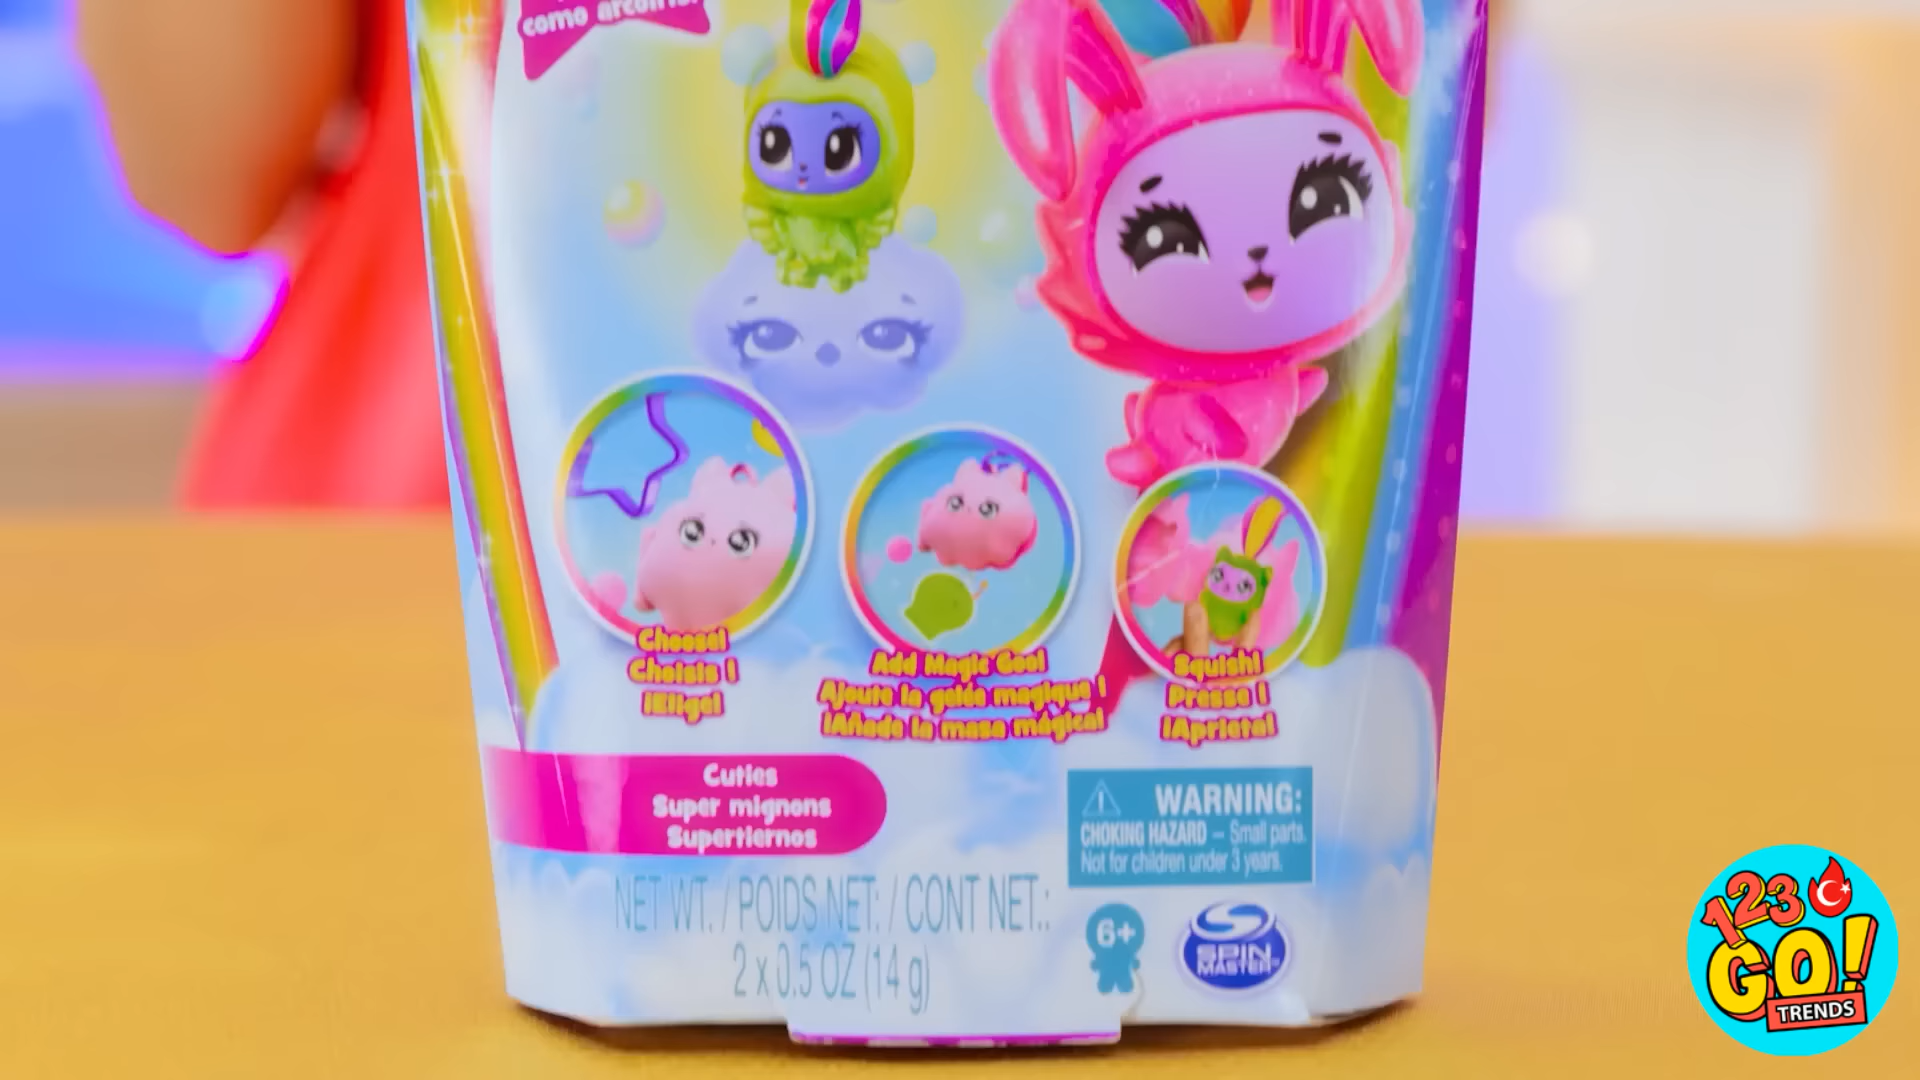 como arcoíris!
Choose!
Choisis !
¡Elige!
Add Magic Goo!
Ajoute la gelée magique !
¡Añade la masa mágica!
Squish!
Presse !
¡Aprieta!
Cuties
Super mignons
Supertiernos
WARNING:
CHOKING HAZARD – Small parts.
Not for children under 3 years.
NET WT. / POIDS NET: / CONT NET.:
2 x 0.5 OZ (14 g)
6+
SPIN
MASTER
123
GO!
TRENDS